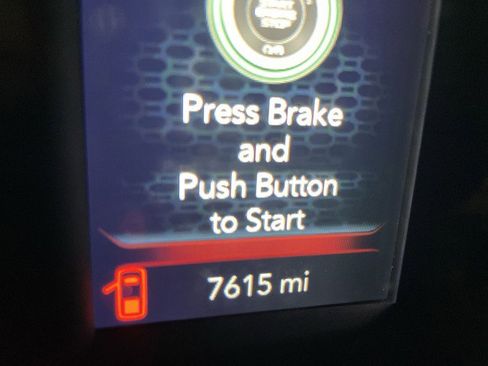 Press Brake
and
Push Button
to Start
7615 mi